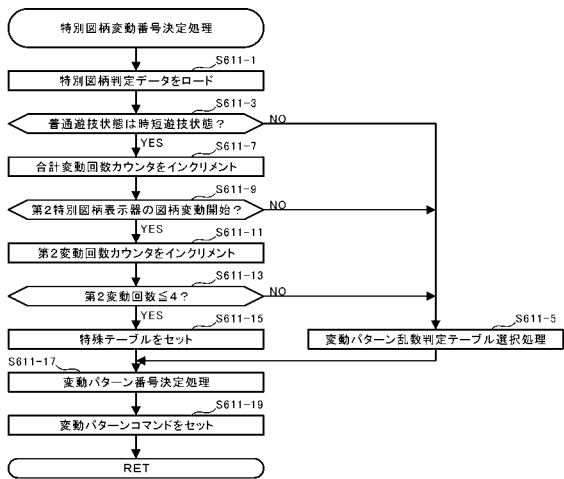 特別図柄変動番号決定処理
S611-1
特別図柄判定データをロード
S611-3
普通遊技状態は時短遊技状態?
NO
YES
S611-7
合計変動回数カウンタをインクリメント
S611-9
第2特別図柄表示器の図柄変動開始?
NO
YES
S611-11
第2変動回数カウンタをインクリメント
S611-13
第2変動回数≦4?
NO
YES
S611-15
特殊テーブルをセット
S611-5
変動パターン乱数判定テーブル選択処理
S611-17
変動パターン番号決定処理
S611-19
変動パターンコマンドをセット
RET